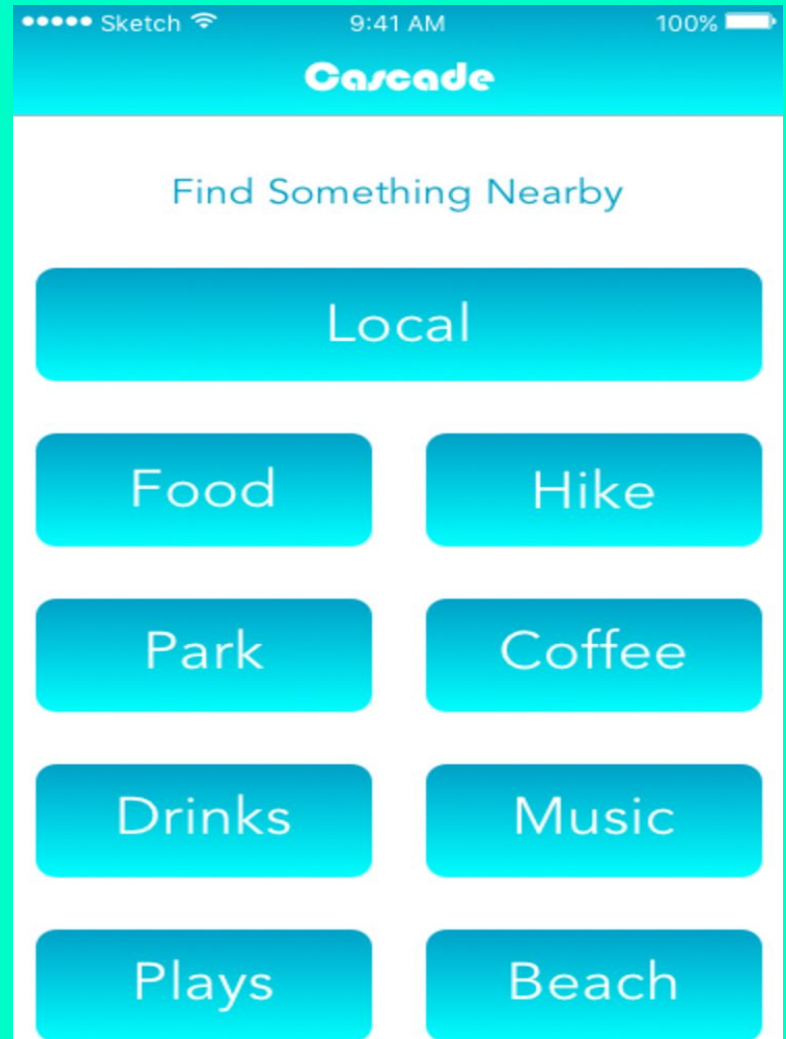 Sketch 9:41 AM 100%
Cascade
Find Something Nearby
Local
Food Hike
Park Coffee
Drinks Music
Plays Beach